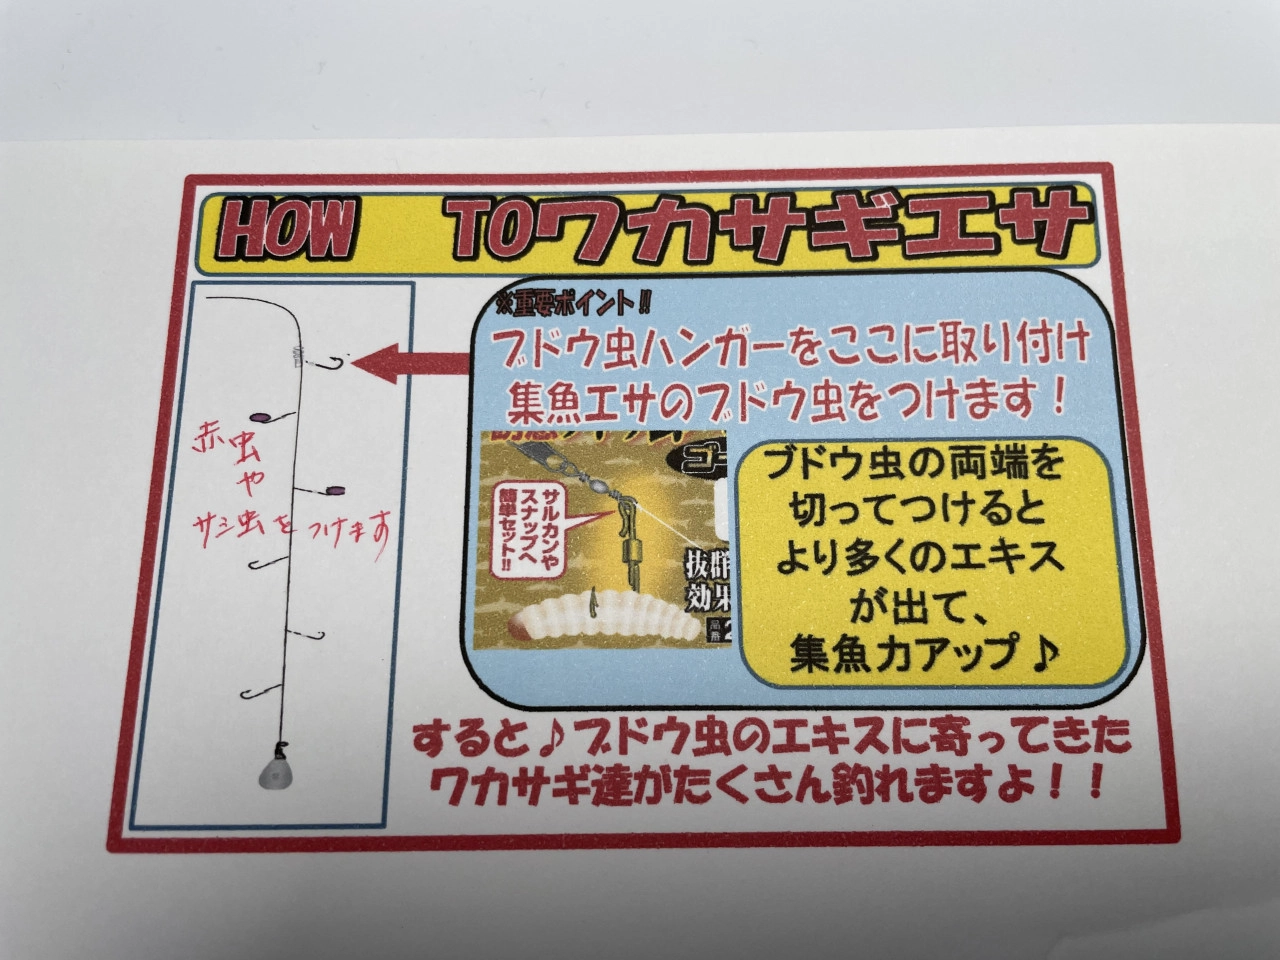 HOW TOワカサギエサ
※重要ポイント!!
ブドウ虫ハンガーをここに取り付け
集魚エサのブドウ虫をつけます！
赤虫
や
サシ虫をつけます
ゴー
サルカンや
スナップへ
簡単セット!!
抜群
効果
品番
ブドウ虫の両端を
切ってつけると
より多くのエキス
が出て、
集魚力アップ♪
すると♪ブドウ虫のエキスに寄ってきた
ワカサギ達がたくさん釣れますよ！！